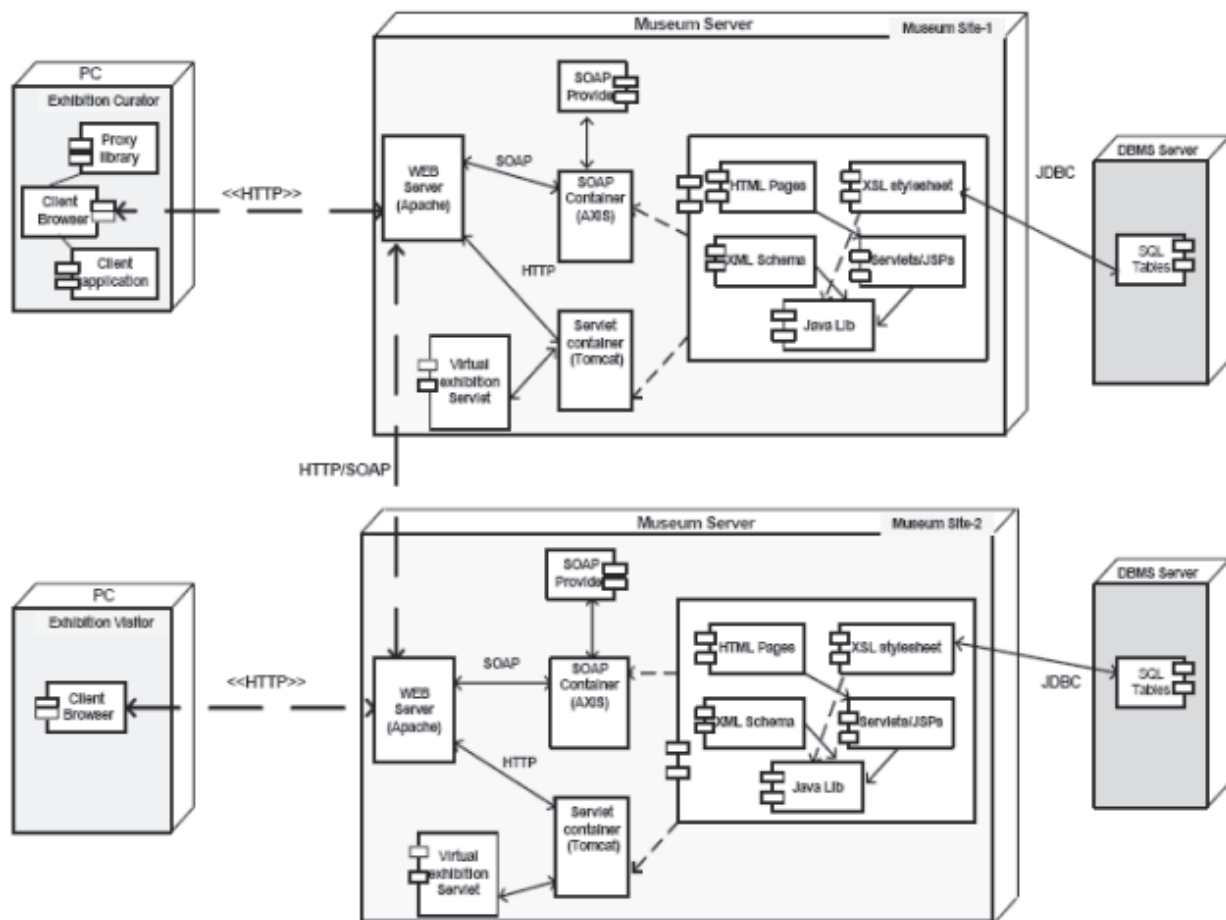 Museum Server
Museum Site-1
PC
Exhibition Curator
Proxy
library
Client
Browser
Client
application
<<HTTP>>
WEB
Server
(Apache)
SOAP
HTTP
SOAP
Provider
SOAP
Container
(AXIS)
Servlet
container
(Tomcat)
Virtual
exhibition
Servlet
HTML Pages
XSL stylesheet
XML Schema
Servlets/JSPs
Java Lib
JDBC
DBMS Server
SQL
Tables
HTTP/SOAP
Museum Server
Museum Site-2
PC
Exhibition Visitor
Client
Browser
<<HTTP>>
WEB
Server
(Apache)
SOAP
HTTP
SOAP
Provider
SOAP
Container
(AXIS)
Servlet
container
(Tomcat)
Virtual
exhibition
Servlet
HTML Pages
XSL stylesheet
XML Schema
Servlets/JSPs
Java Lib
JDBC
DBMS Server
SQL
Tables